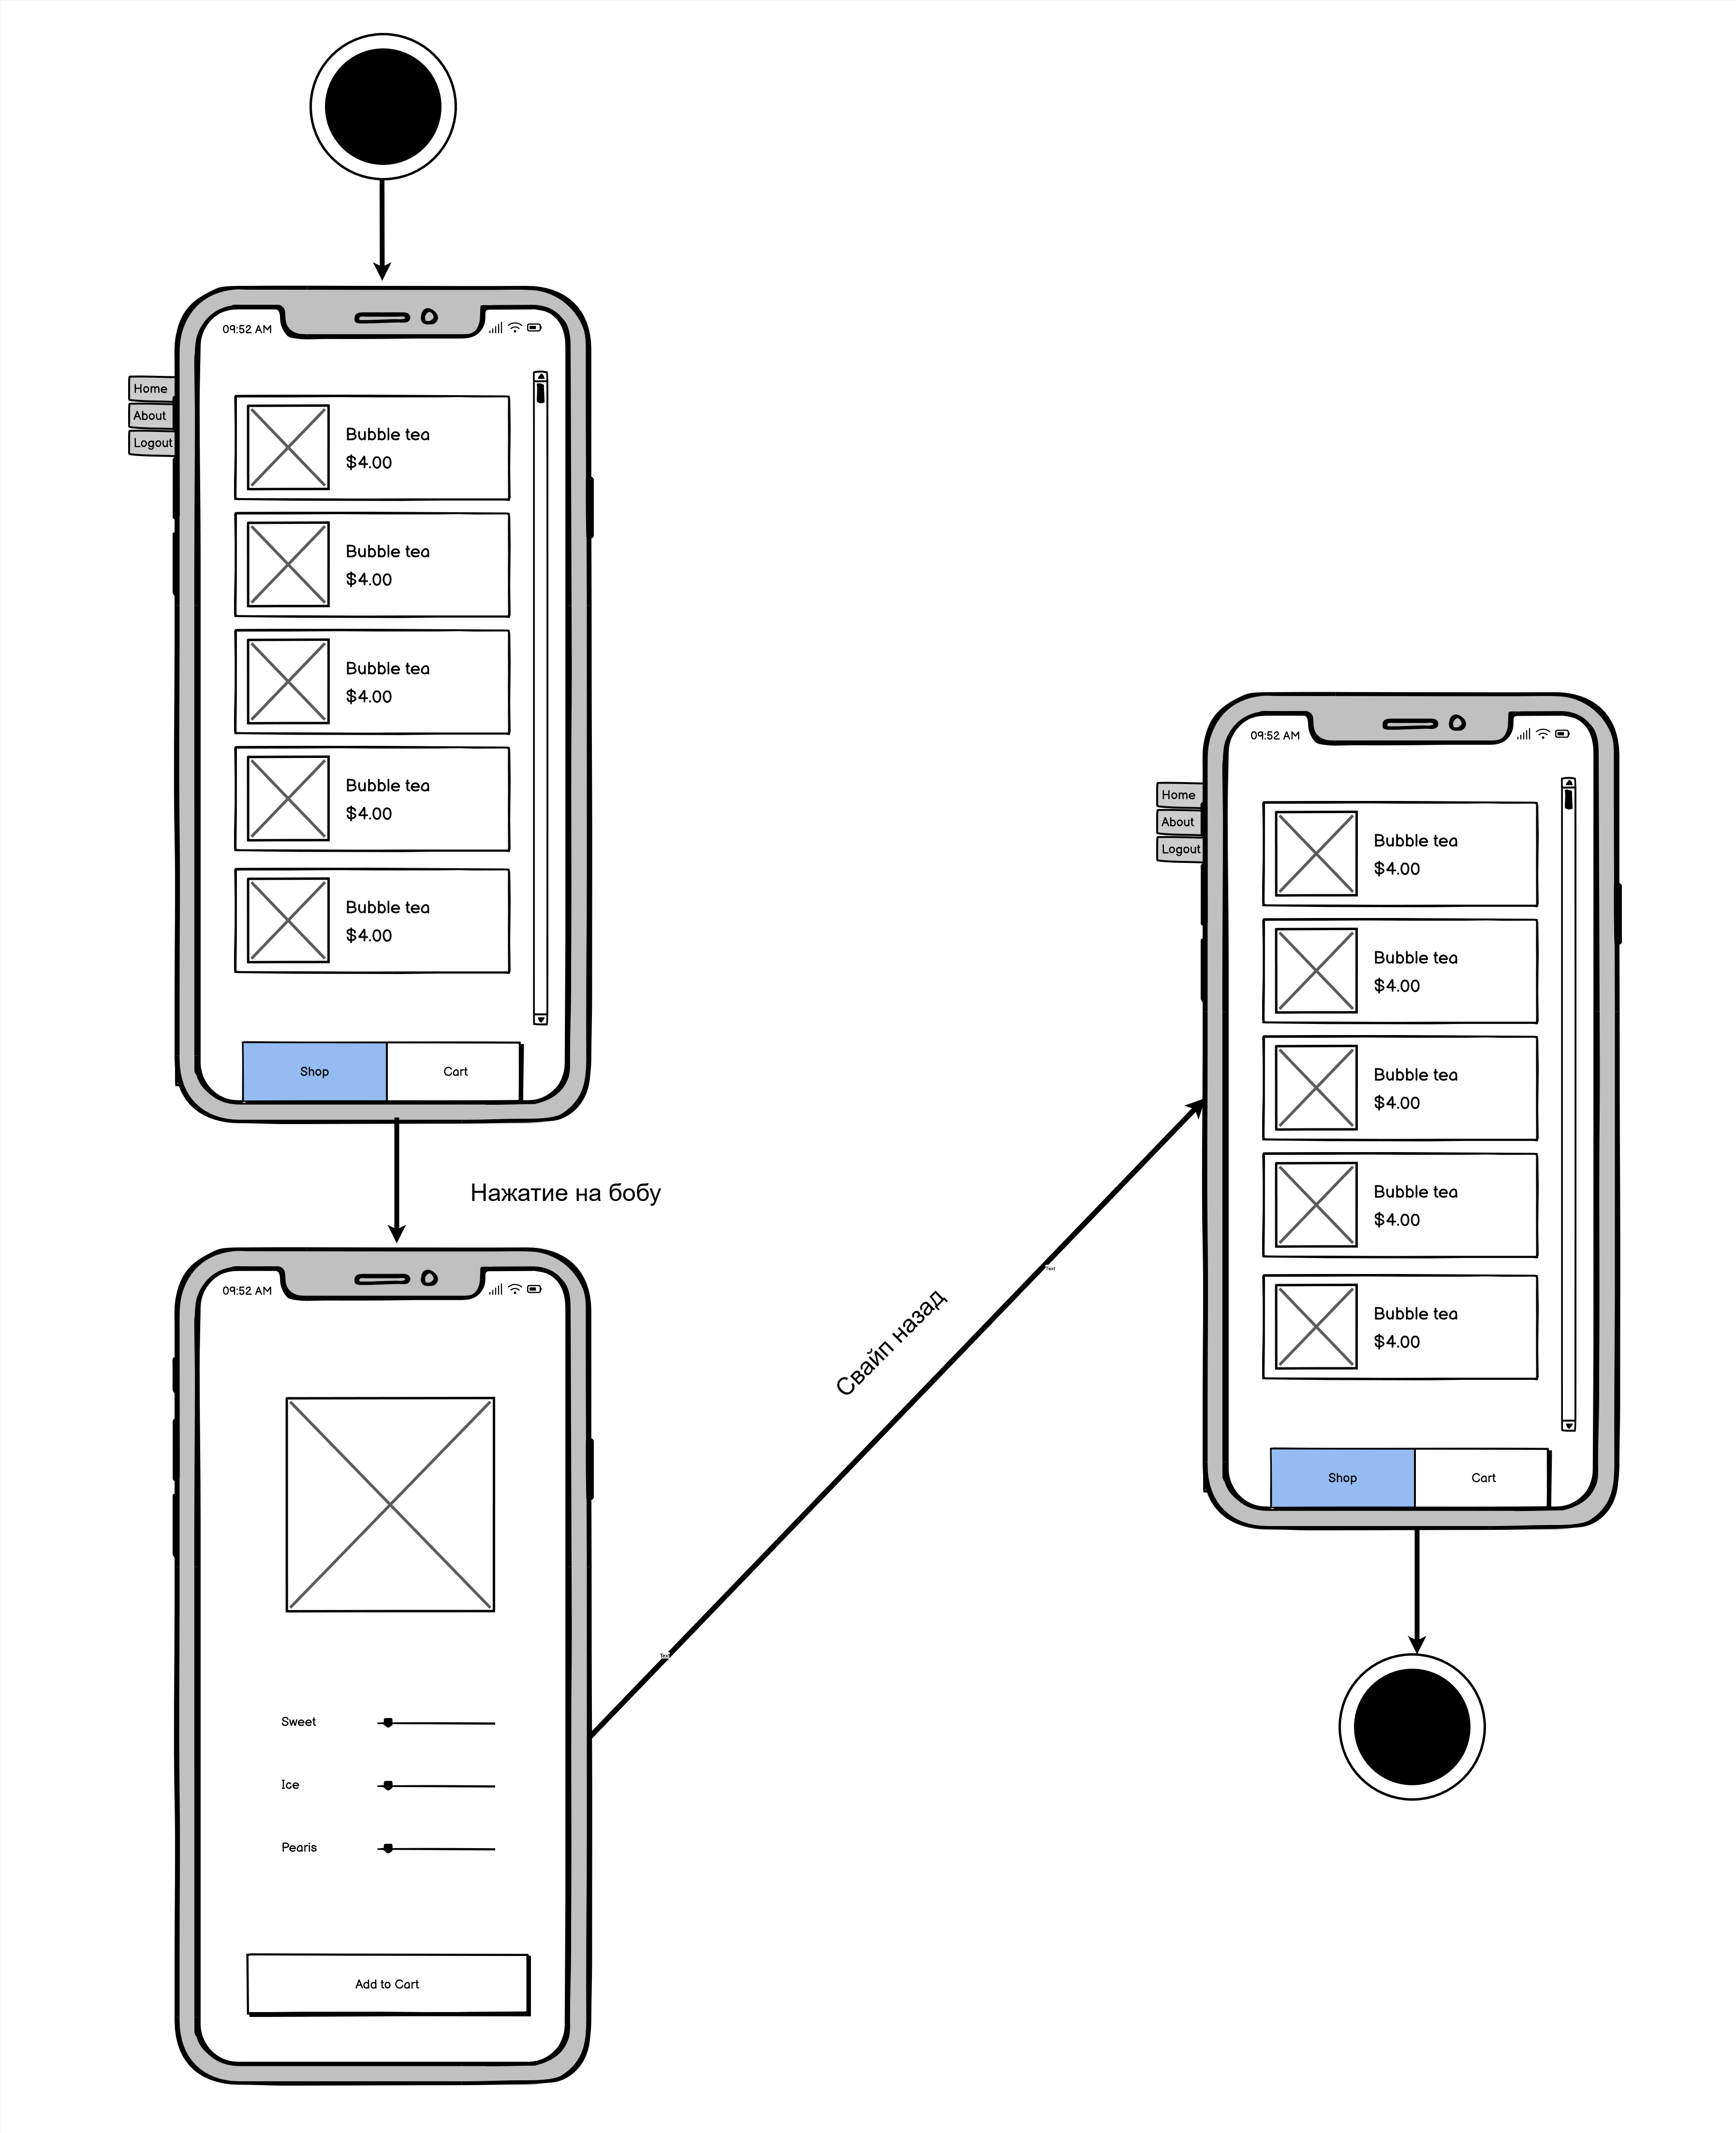 09:52 AM
Home
About
Logout
Bubble tea
$4.00
Bubble tea
$4.00
Bubble tea
$4.00
Bubble tea
$4.00
Bubble tea
$4.00
Shop
Cart
Нажатие на бобу
09:52 AM
Sweet
Ice
Pearis
Add to Cart
Text
Свайп назад
Text
09:52 AM
Home
About
Logout
Bubble tea
$4.00
Bubble tea
$4.00
Bubble tea
$4.00
Bubble tea
$4.00
Bubble tea
$4.00
Shop
Cart